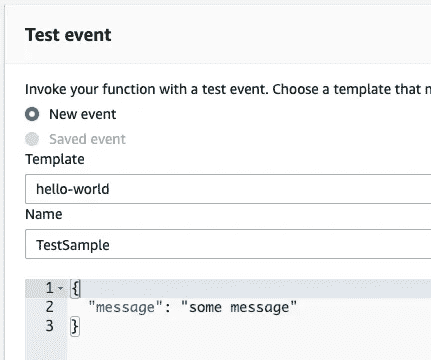 Test event
Invoke your function with a test event. Choose a template that
New event
Saved event
Template
hello-world
Name
TestSample
1 {
2 "message": "some message"
3 }